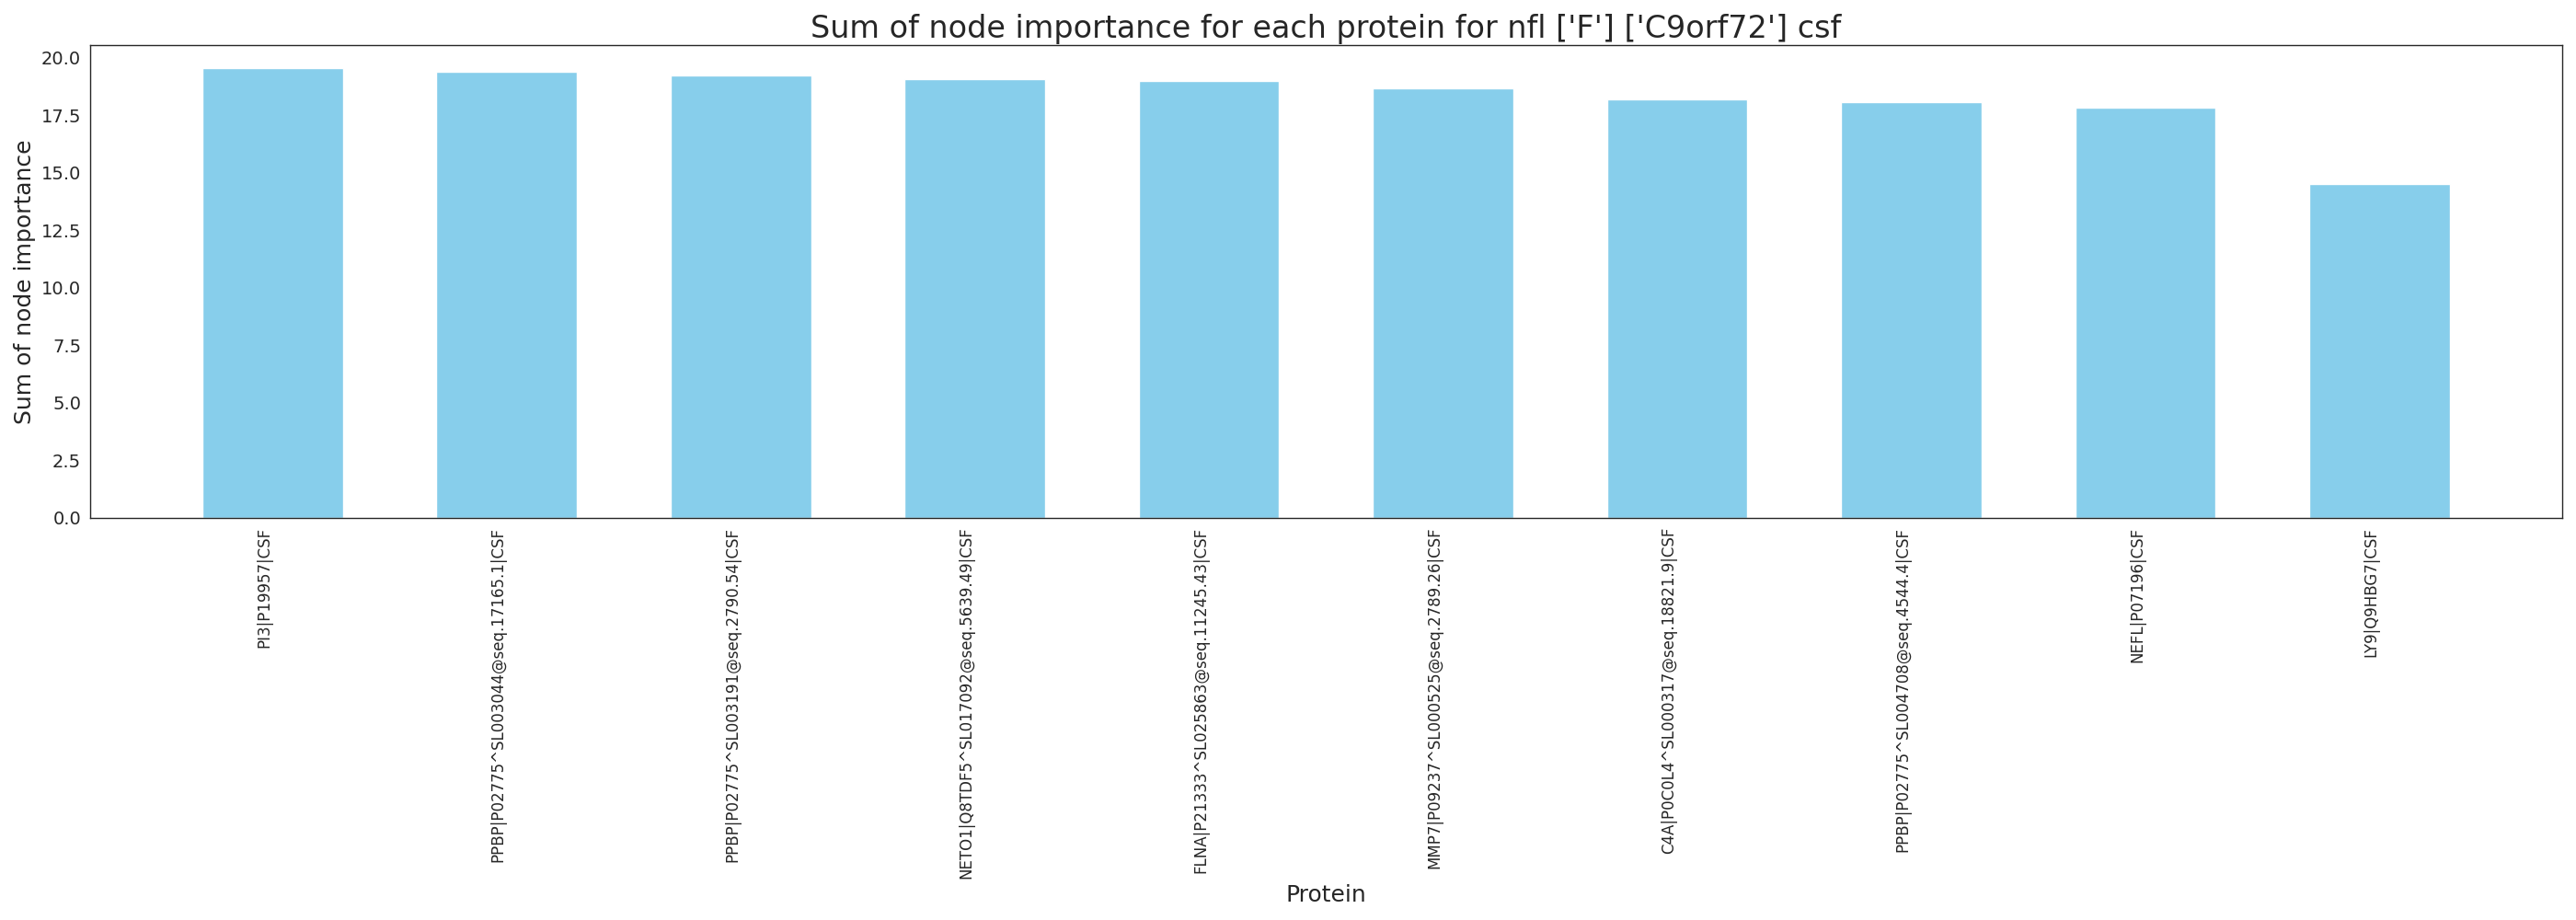 Sum of node importance for each protein for nfl ['F'] ['C9orf72'] csf
Sum of node importance
20.0
17.5
15.0
12.5
10.0
7.5
5.0
2.5
0.0
PI3|P19957|CSF
PPBP|P02775^SL003044@seq.17165.1|CSF
PPBP|P02775^SL003191@seq.2790.54|CSF
NETO1|Q8TDF5^SL017092@seq.5639.49|CSF
FLNA|P21333^SL025863@seq.11245.43|CSF
MMP7|P09237^SL000525@seq.2789.26|CSF
C4A|P0C0L4^SL000317@seq.18821.9|CSF
PPBP|P02775^SL004708@seq.4544.4|CSF
NEFL|P07196|CSF
LY9|Q9HBG7|CSF
Protein